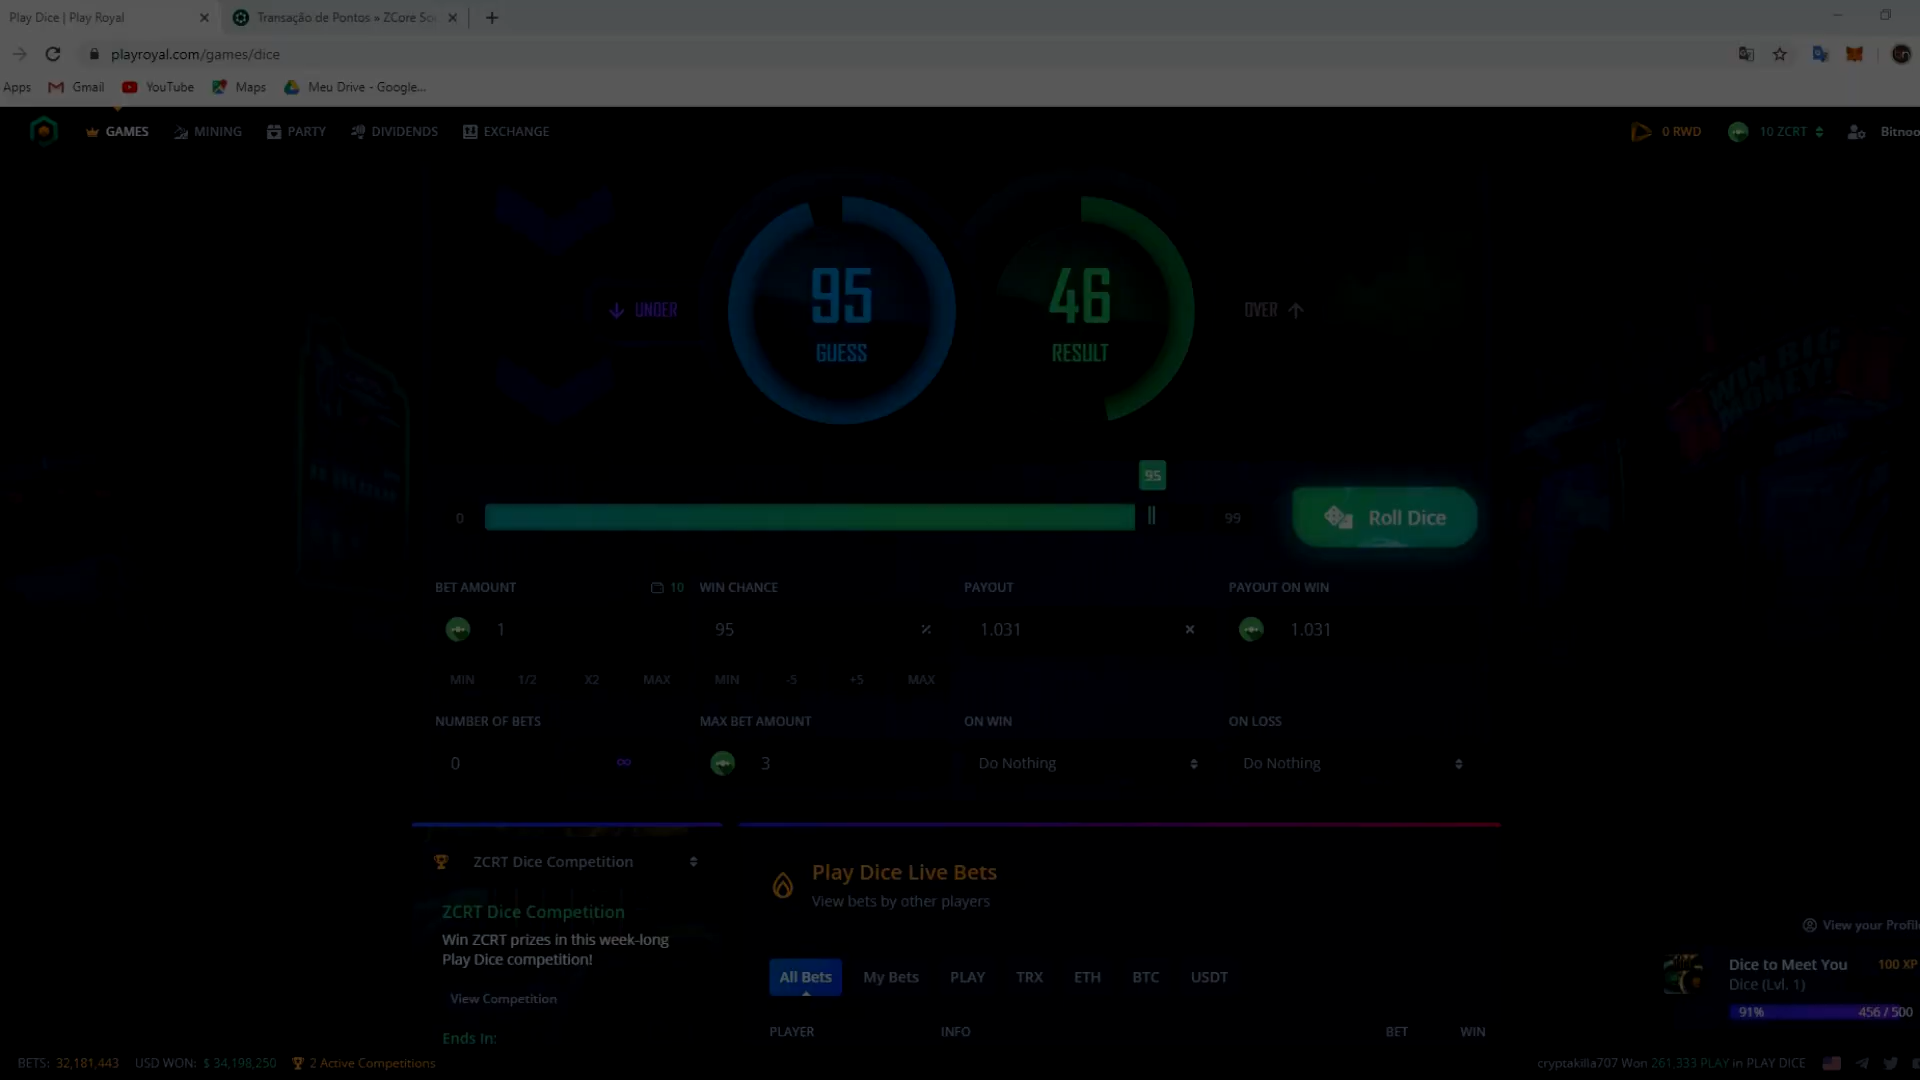 Play Dice | Play Royal
Transação de Pontos » ZCore So
playroyal.com/games/dice
Apps Gmail YouTube Maps Meu Drive - Google...
GAMES MINING PARTY DIVIDENDS EXCHANGE 0 RWD 10 ZCRT Bitnoo
WIN BIG
MONEY!
UNDER 95 46 OVER
GUESS RESULT
95
0 99 Roll Dice
BET AMOUNT 10 WIN CHANCE PAYOUT PAYOUT ON WIN
1 95 % 1.031 × 1.031
MIN 1/2 X2 MAX MIN -5 +5 MAX
NUMBER OF BETS MAX BET AMOUNT ON WIN ON LOSS
0 ∞ 3 Do Nothing Do Nothing
ZCRT Dice Competition
ZCRT Dice Competition
Win ZCRT prizes in this week-long
Play Dice competition!
View Competition
Ends In:
Play Dice Live Bets
View bets by other players
All Bets My Bets PLAY TRX ETH BTC USDT
PLAYER INFO BET WIN
View your Profile
Dice to Meet You 100 XP
Dice (Lvl. 1)
91% 456 / 500
BETS: 32,181,443 USD WON: $ 34,198,250 2 Active Competitions cryptakilla707 Won 261,333 PLAY in PLAY DICE